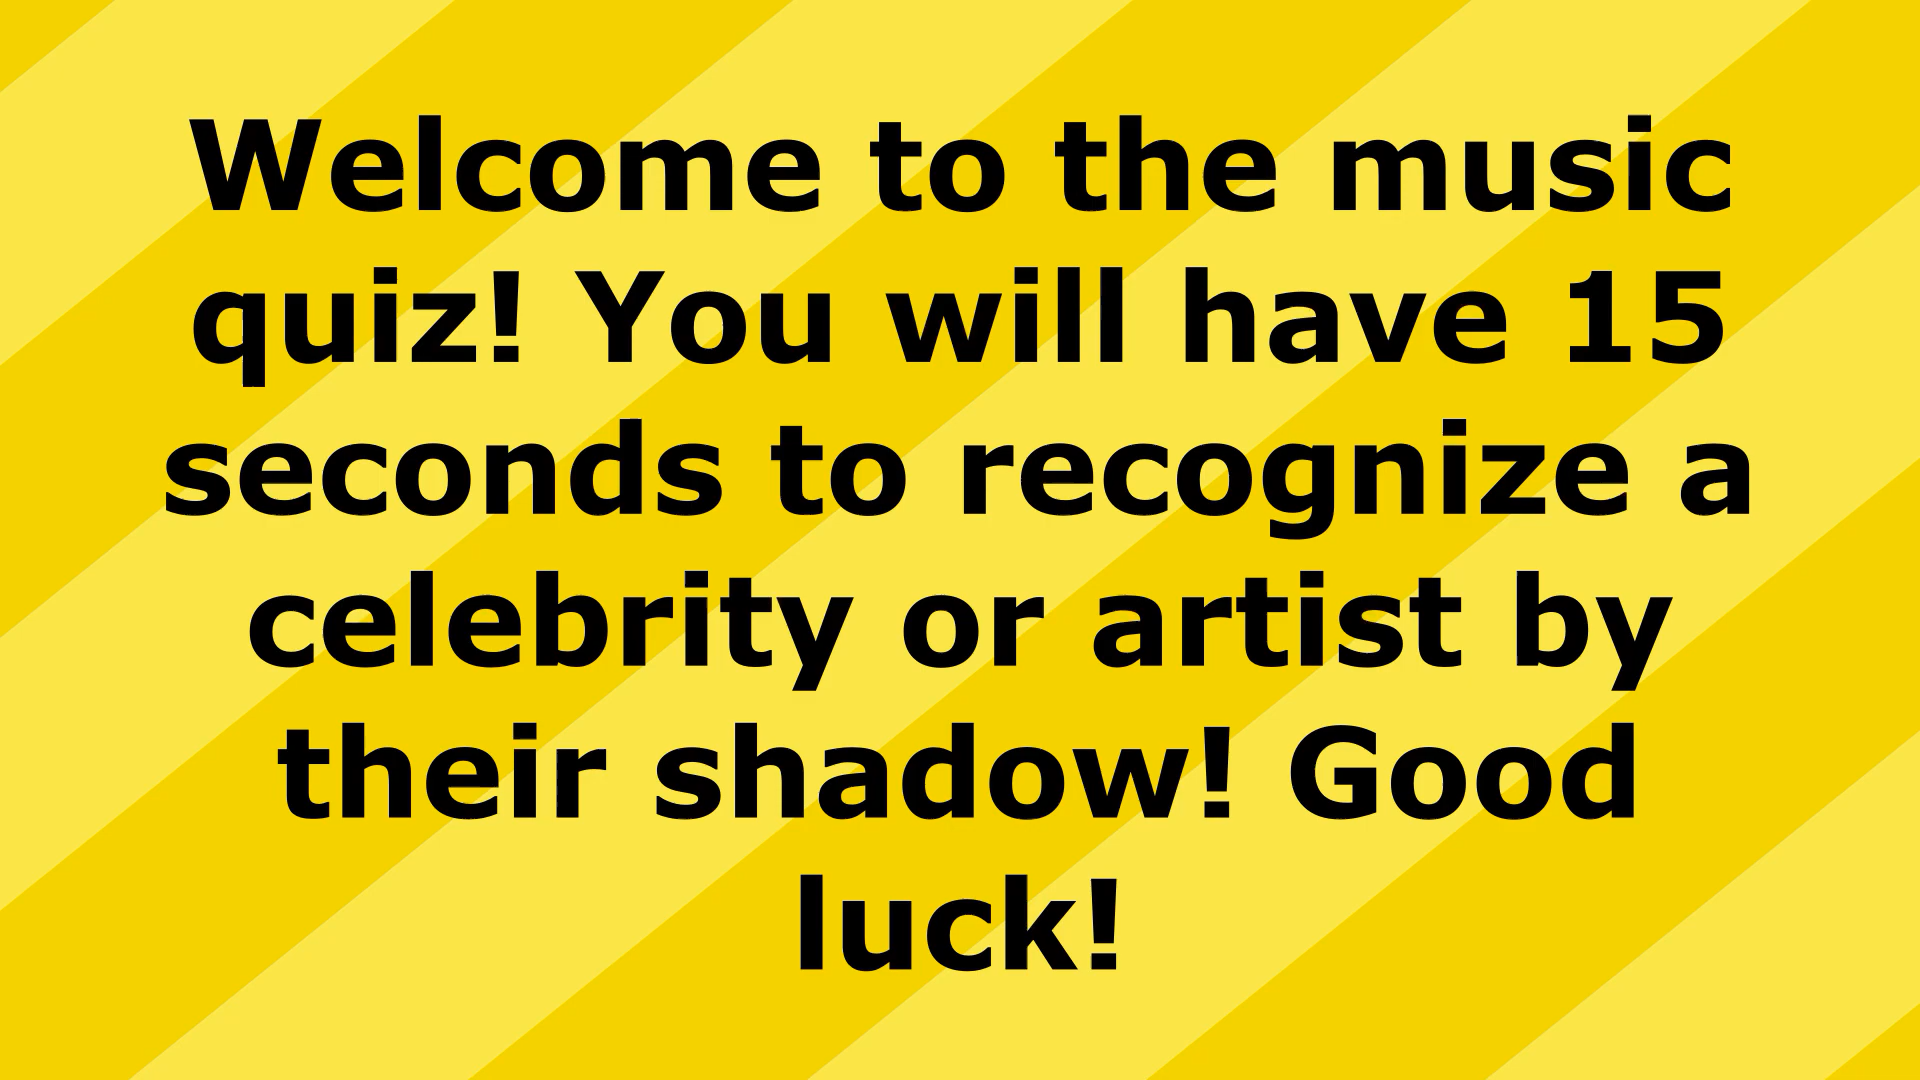 Welcome to the music
quiz! You will have 15
seconds to recognize a
celebrity or artist by
their shadow! Good
luck!